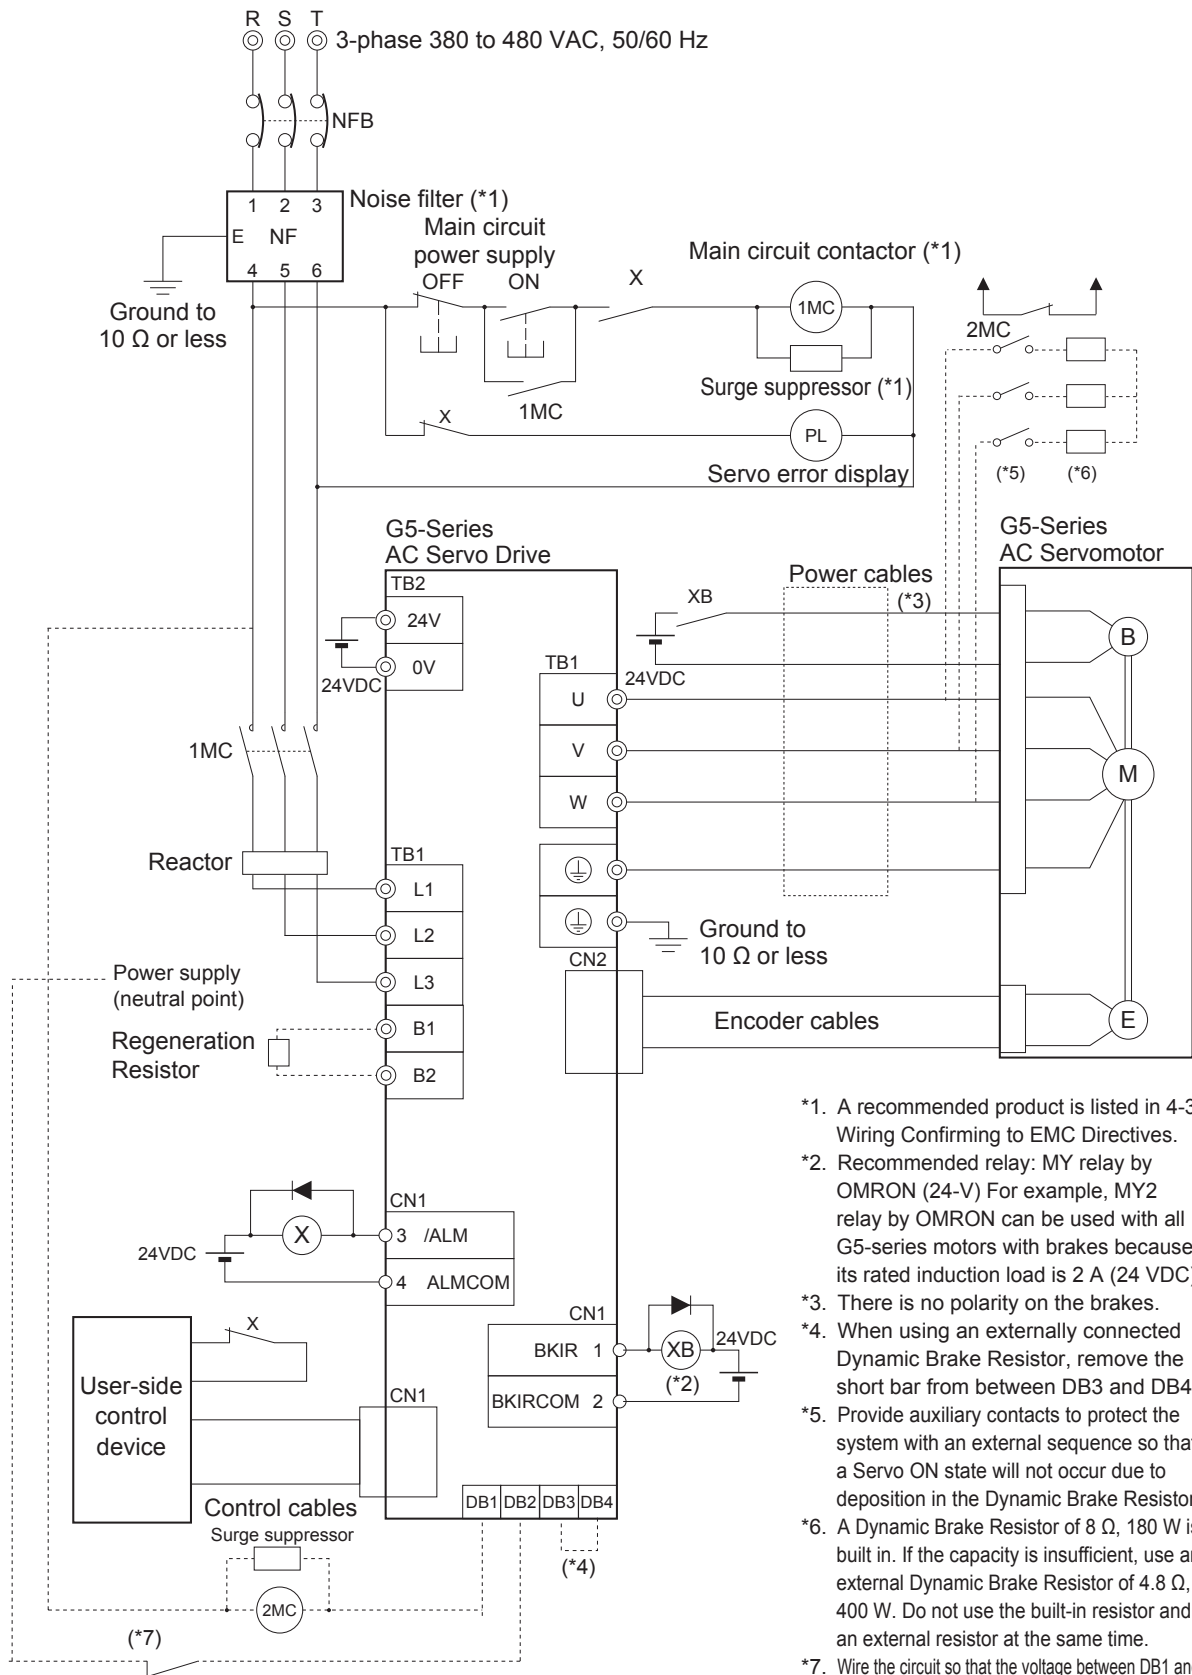 R S T
3-phase 380 to 480 VAC, 50/60 Hz
NFB
Noise filter (*1)
1 2 3
E NF
4 5 6
Ground to
10 Ω or less
Main circuit
power supply
OFF ON
X
Main circuit contactor (*1)
1MC
Surge suppressor (*1)
1MC
X
PL
Servo error display
2MC
(*5) (*6)
G5-Series
AC Servo Drive
G5-Series
AC Servomotor
TB2
24V
0V
24VDC
XB
Power cables
(*3)
24VDC
B
TB1
U
V
W
M
1MC
Reactor
TB1
L1
L2
L3
B1
B2
Ground to
10 Ω or less
CN2
Encoder cables
E
Power supply
(neutral point)
Regeneration
Resistor
X
24VDC
CN1
3 /ALM
4 ALMCOM
CN1
BKIR 1
BKIRCOM 2
XB
(*2)
24VDC
X
User-side
control
device
CN1
Control cables
DB1 DB2 DB3 DB4
(*4)
Surge suppressor
2MC
(*7)
*1. A recommended product is listed in 4-3
Wiring Confirming to EMC Directives.
*2. Recommended relay: MY relay by
OMRON (24-V) For example, MY2
relay by OMRON can be used with all
G5-series motors with brakes because
its rated induction load is 2 A (24 VDC)
*3. There is no polarity on the brakes.
*4. When using an externally connected
Dynamic Brake Resistor, remove the
short bar from between DB3 and DB4
*5. Provide auxiliary contacts to protect the
system with an external sequence so that
a Servo ON state will not occur due to
deposition in the Dynamic Brake Resistor
*6. A Dynamic Brake Resistor of 8 Ω, 180 W is
built in. If the capacity is insufficient, use an
external Dynamic Brake Resistor of 4.8 Ω,
400 W. Do not use the built-in resistor and
an external resistor at the same time.
*7. Wire the circuit so that the voltage between DB1 an